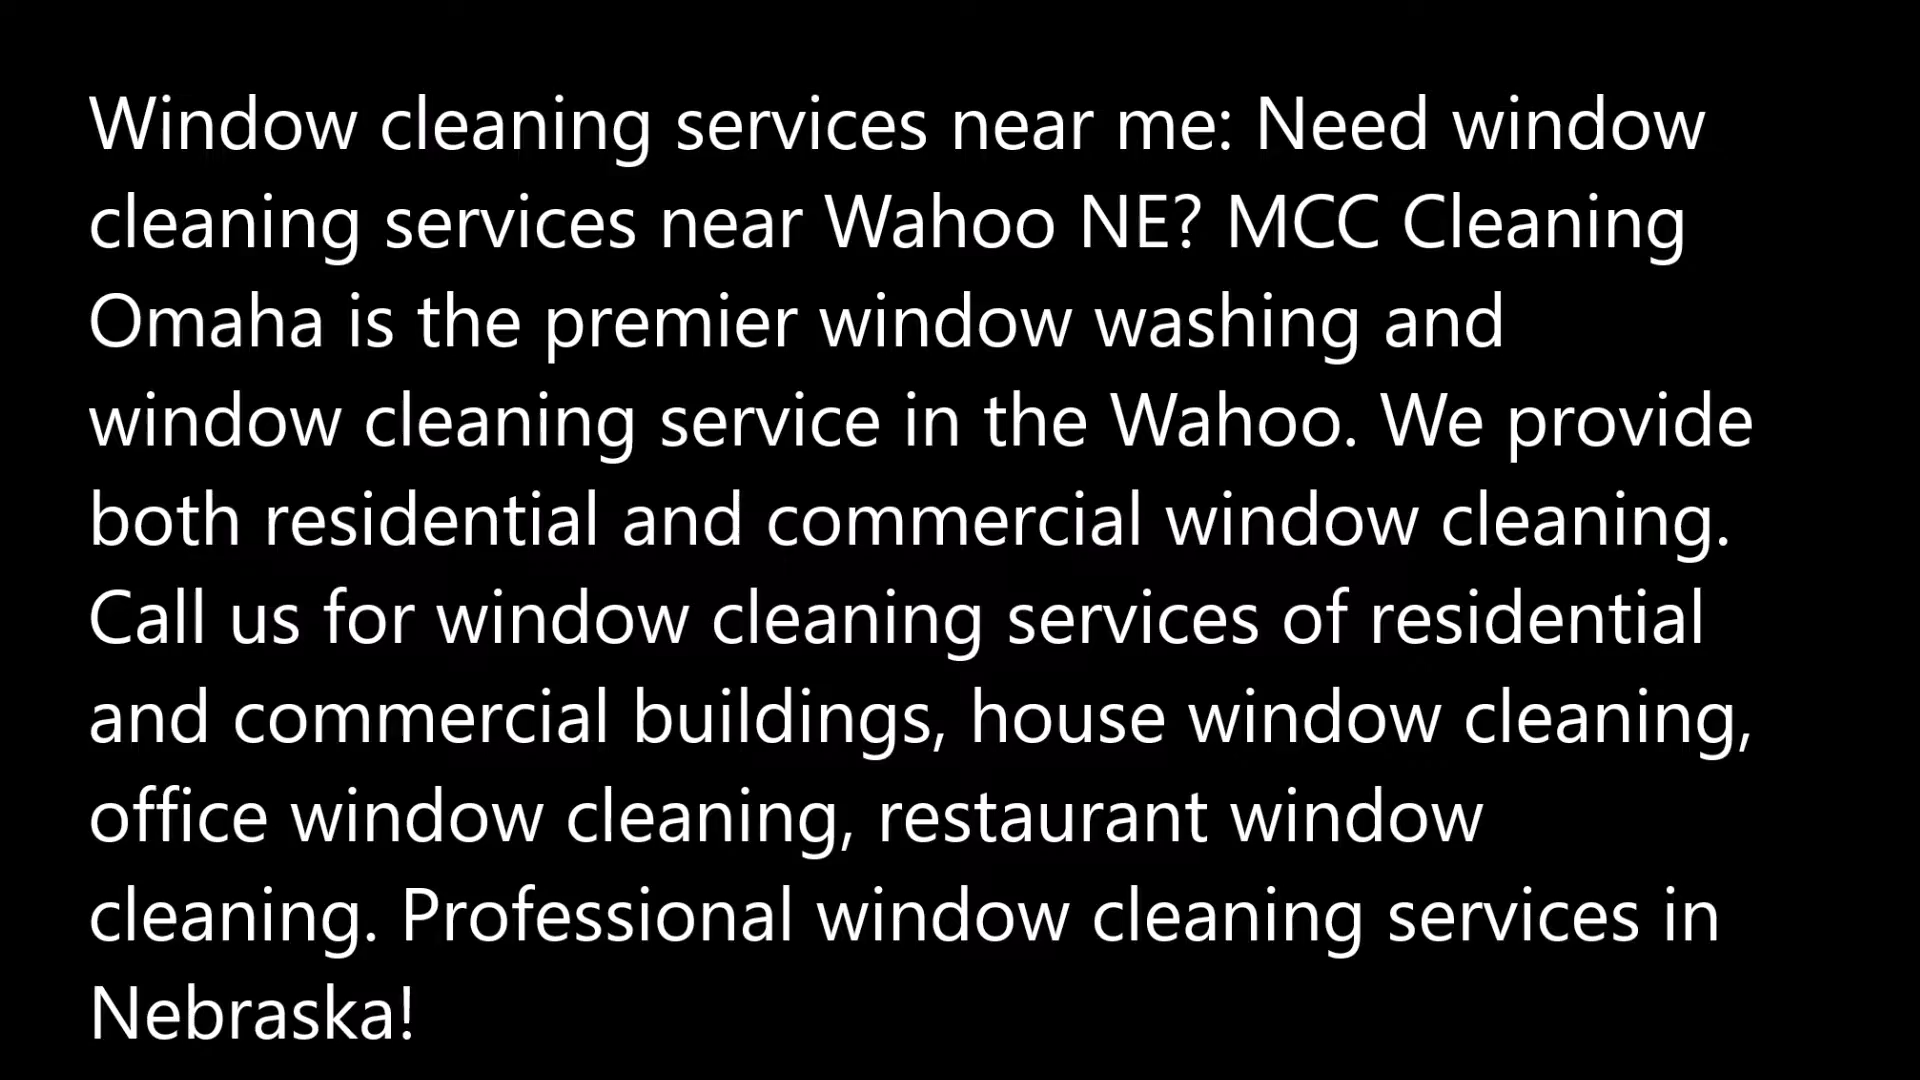 Window cleaning services near me: Need window
cleaning services near Wahoo NE? MCC Cleaning
Omaha is the premier window washing and
window cleaning service in the Wahoo. We provide
both residential and commercial window cleaning.
Call us for window cleaning services of residential
and commercial buildings, house window cleaning,
office window cleaning, restaurant window
cleaning. Professional window cleaning services in
Nebraska!